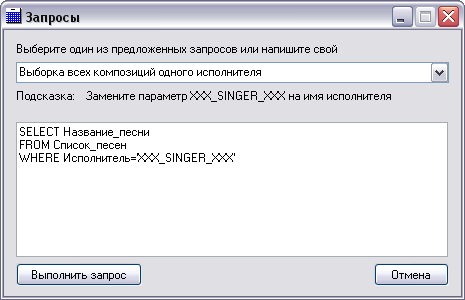 Запросы
Выберите один из предложенных запросов или напишите свой
Выборка всех композиций одного исполнителя
Подсказка: Замените параметр XXX_SINGER_XXX на имя исполнителя
SELECT Название_песни
FROM Список_песен
WHERE Исполнитель='XXX_SINGER_XXX'
Выполнить запрос
Отмена